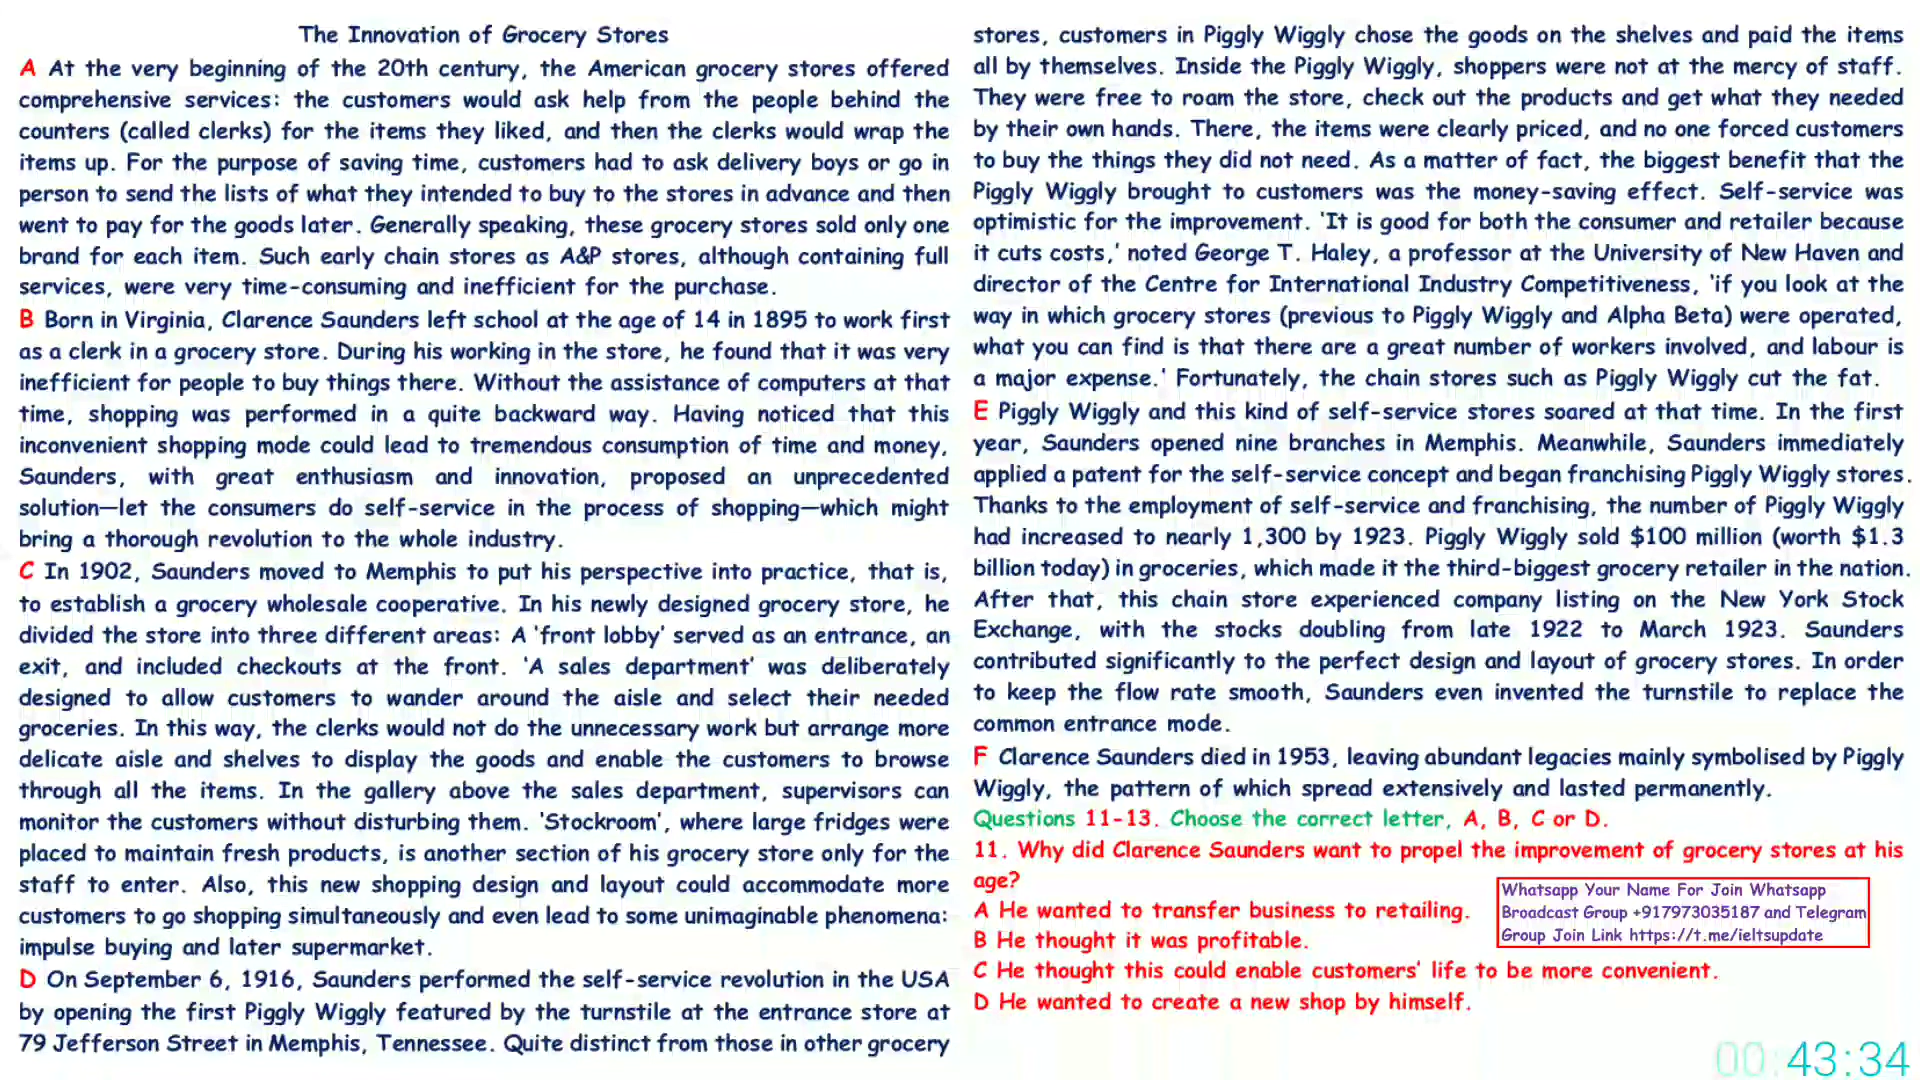 The Innovation of Grocery Stores
A At the very beginning of the 20th century, the American grocery stores offered
comprehensive services: the customers would ask help from the people behind the
counters (called clerks) for the items they liked, and then the clerks would wrap the
items up. For the purpose of saving time, customers had to ask delivery boys or go in
person to send the lists of what they intended to buy to the stores in advance and then
went to pay for the goods later. Generally speaking, these grocery stores sold only one
brand for each item. Such early chain stores as A&P stores, although containing full
services, were very time-consuming and inefficient for the purchase.
B Born in Virginia, Clarence Saunders left school at the age of 14 in 1895 to work first
as a clerk in a grocery store. During his working in the store, he found that it was very
inefficient for people to buy things there. Without the assistance of computers at that
time, shopping was performed in a quite backward way. Having noticed that this
inconvenient shopping mode could lead to tremendous consumption of time and money,
Saunders, with great enthusiasm and innovation, proposed an unprecedented
solution—let the consumers do self-service in the process of shopping—which might
bring a thorough revolution to the whole industry.
C In 1902, Saunders moved to Memphis to put his perspective into practice, that is,
to establish a grocery wholesale cooperative. In his newly designed grocery store, he
divided the store into three different areas: A 'front lobby' served as an entrance, an
exit, and included checkouts at the front. 'A sales department' was deliberately
designed to allow customers to wander around the aisle and select their needed
groceries. In this way, the clerks would not do the unnecessary work but arrange more
delicate aisle and shelves to display the goods and enable the customers to browse
through all the items. In the gallery above the sales department, supervisors can
monitor the customers without disturbing them. 'Stockroom', where large fridges were
placed to maintain fresh products, is another section of his grocery store only for the
staff to enter. Also, this new shopping design and layout could accommodate more
customers to go shopping simultaneously and even lead to some unimaginable phenomena:
impulse buying and later supermarket.
D On September 6, 1916, Saunders performed the self-service revolution in the USA
by opening the first Piggly Wiggly featured by the turnstile at the entrance store at
79 Jefferson Street in Memphis, Tennessee. Quite distinct from those in other grocery
stores, customers in Piggly Wiggly chose the goods on the shelves and paid the items
all by themselves. Inside the Piggly Wiggly, shoppers were not at the mercy of staff.
They were free to roam the store, check out the products and get what they needed
by their own hands. There, the items were clearly priced, and no one forced customers
to buy the things they did not need. As a matter of fact, the biggest benefit that the
Piggly Wiggly brought to customers was the money-saving effect. Self-service was
optimistic for the improvement. 'It is good for both the consumer and retailer because
it cuts costs,' noted George T. Haley, a professor at the University of New Haven and
director of the Centre for International Industry Competitiveness, 'if you look at the
way in which grocery stores (previous to Piggly Wiggly and Alpha Beta) were operated,
what you can find is that there are a great number of workers involved, and labour is
a major expense.' Fortunately, the chain stores such as Piggly Wiggly cut the fat.
E Piggly Wiggly and this kind of self-service stores soared at that time. In the first
year, Saunders opened nine branches in Memphis. Meanwhile, Saunders immediately
applied a patent for the self-service concept and began franchising Piggly Wiggly stores.
Thanks to the employment of self-service and franchising, the number of Piggly Wiggly
had increased to nearly 1,300 by 1923. Piggly Wiggly sold $100 million (worth $1.3
billion today) in groceries, which made it the third-biggest grocery retailer in the nation.
After that, this chain store experienced company listing on the New York Stock
Exchange, with the stocks doubling from late 1922 to March 1923. Saunders
contributed significantly to the perfect design and layout of grocery stores. In order
to keep the flow rate smooth, Saunders even invented the turnstile to replace the
common entrance mode.
F Clarence Saunders died in 1953, leaving abundant legacies mainly symbolised by Piggly
Wiggly, the pattern of which spread extensively and lasted permanently.
Questions 11-13. Choose the correct letter, A, B, C or D.
11. Why did Clarence Saunders want to propel the improvement of grocery stores at his
age?
A He wanted to transfer business to retailing.
B He thought it was profitable.
C He thought this could enable customers' life to be more convenient.
D He wanted to create a new shop by himself.
Whatsapp Your Name For Join Whatsapp
Broadcast Group +917973035187 and Telegram
Group Join Link https://t.me/ieltsupdate
00:43:34